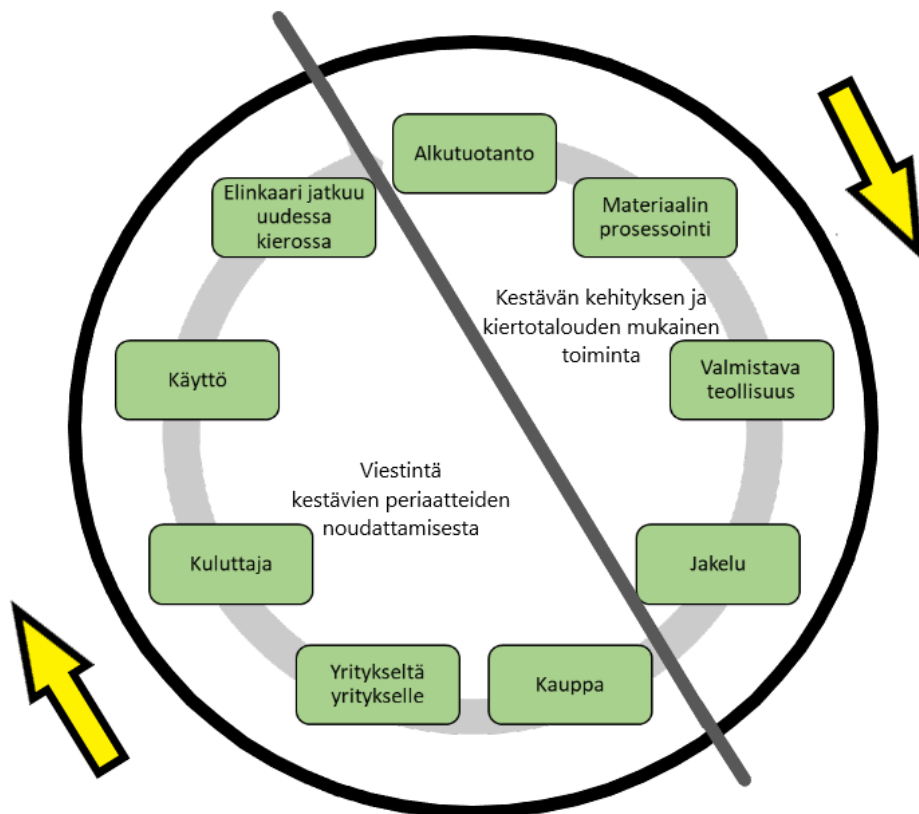 Alkutuotanto
Materiaalin
prosessointi
Kestävän kehityksen ja
kiertotalouden mukainen
toiminta
Valmistava
teollisuus
Jakelu
Kauppa
Yritykseltä
yritykselle
Kuluttaja
Käyttö
Elinkaari jatkuu
uudessa
kierossa
Viestintä
kestävien periaatteiden
noudattamisesta